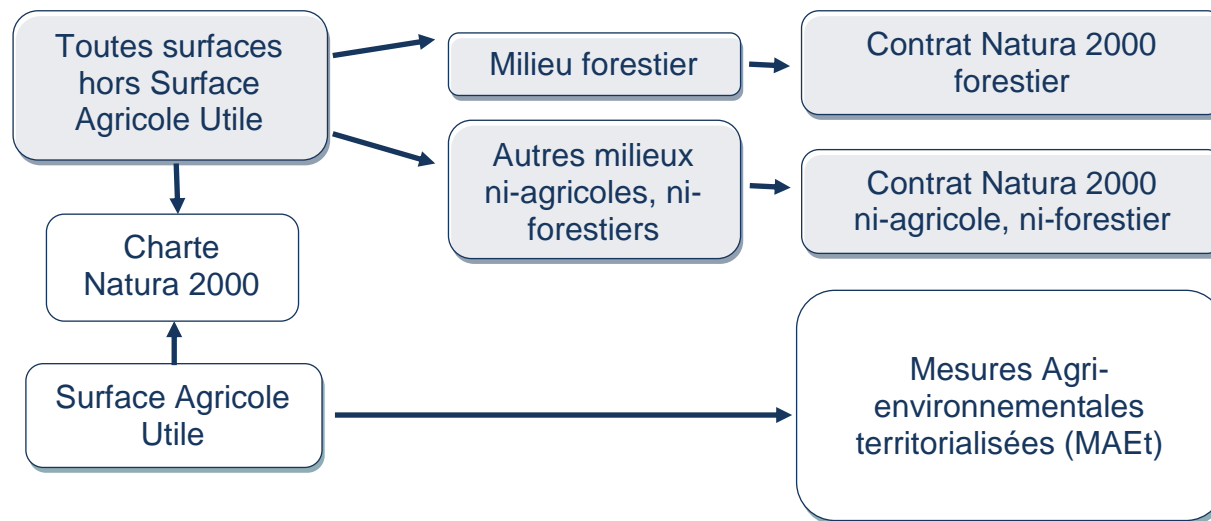 Toutes surfaces
hors Surface
Agricole Utile
Milieu forestier
Contrat Natura 2000
forestier
Autres milieux
ni-agricoles, ni-
forestiers
Contrat Natura 2000
ni-agricole, ni-forestier
Charte
Natura 2000
Surface Agricole
Utile
Mesures Agri-
environnementales
territorialisées (MAEt)